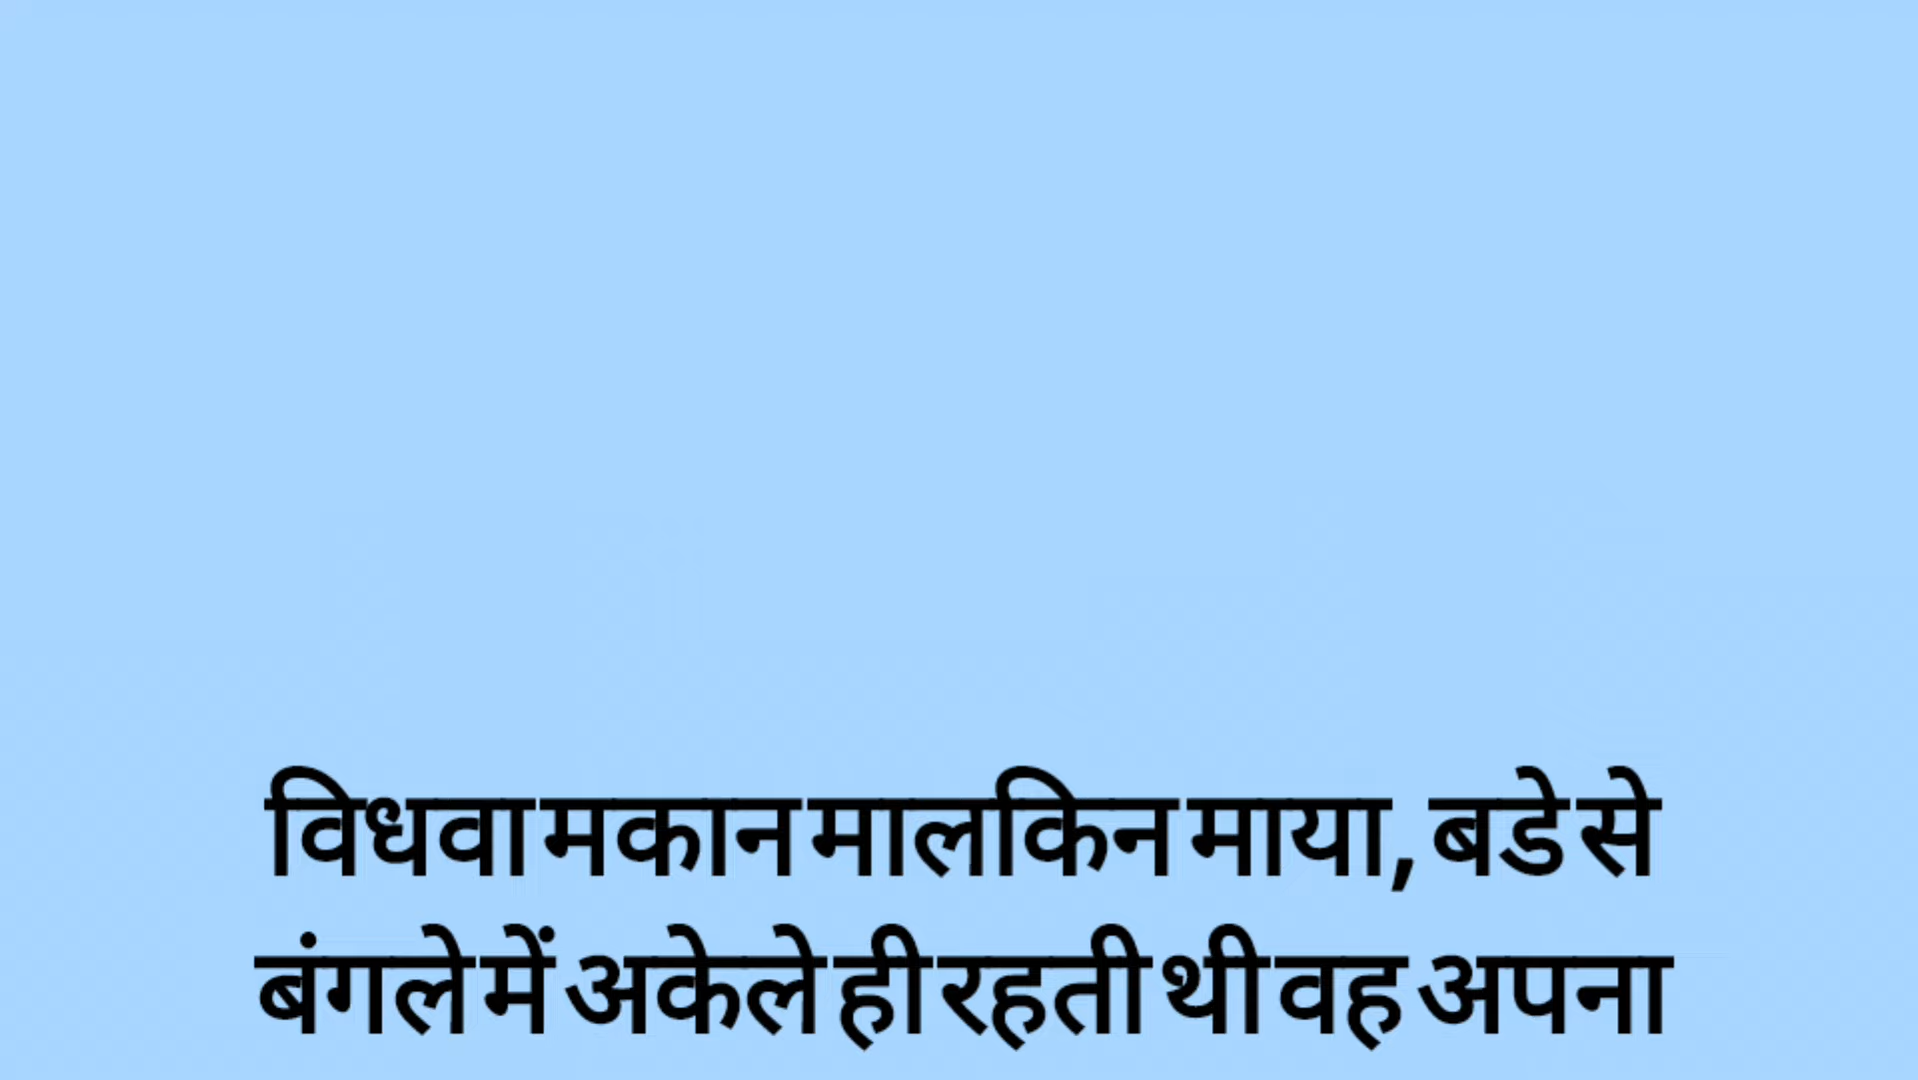 विधवा मकान मालकिन माया, बडे से
बंगले में अकेले ही रहती थी वह अपना